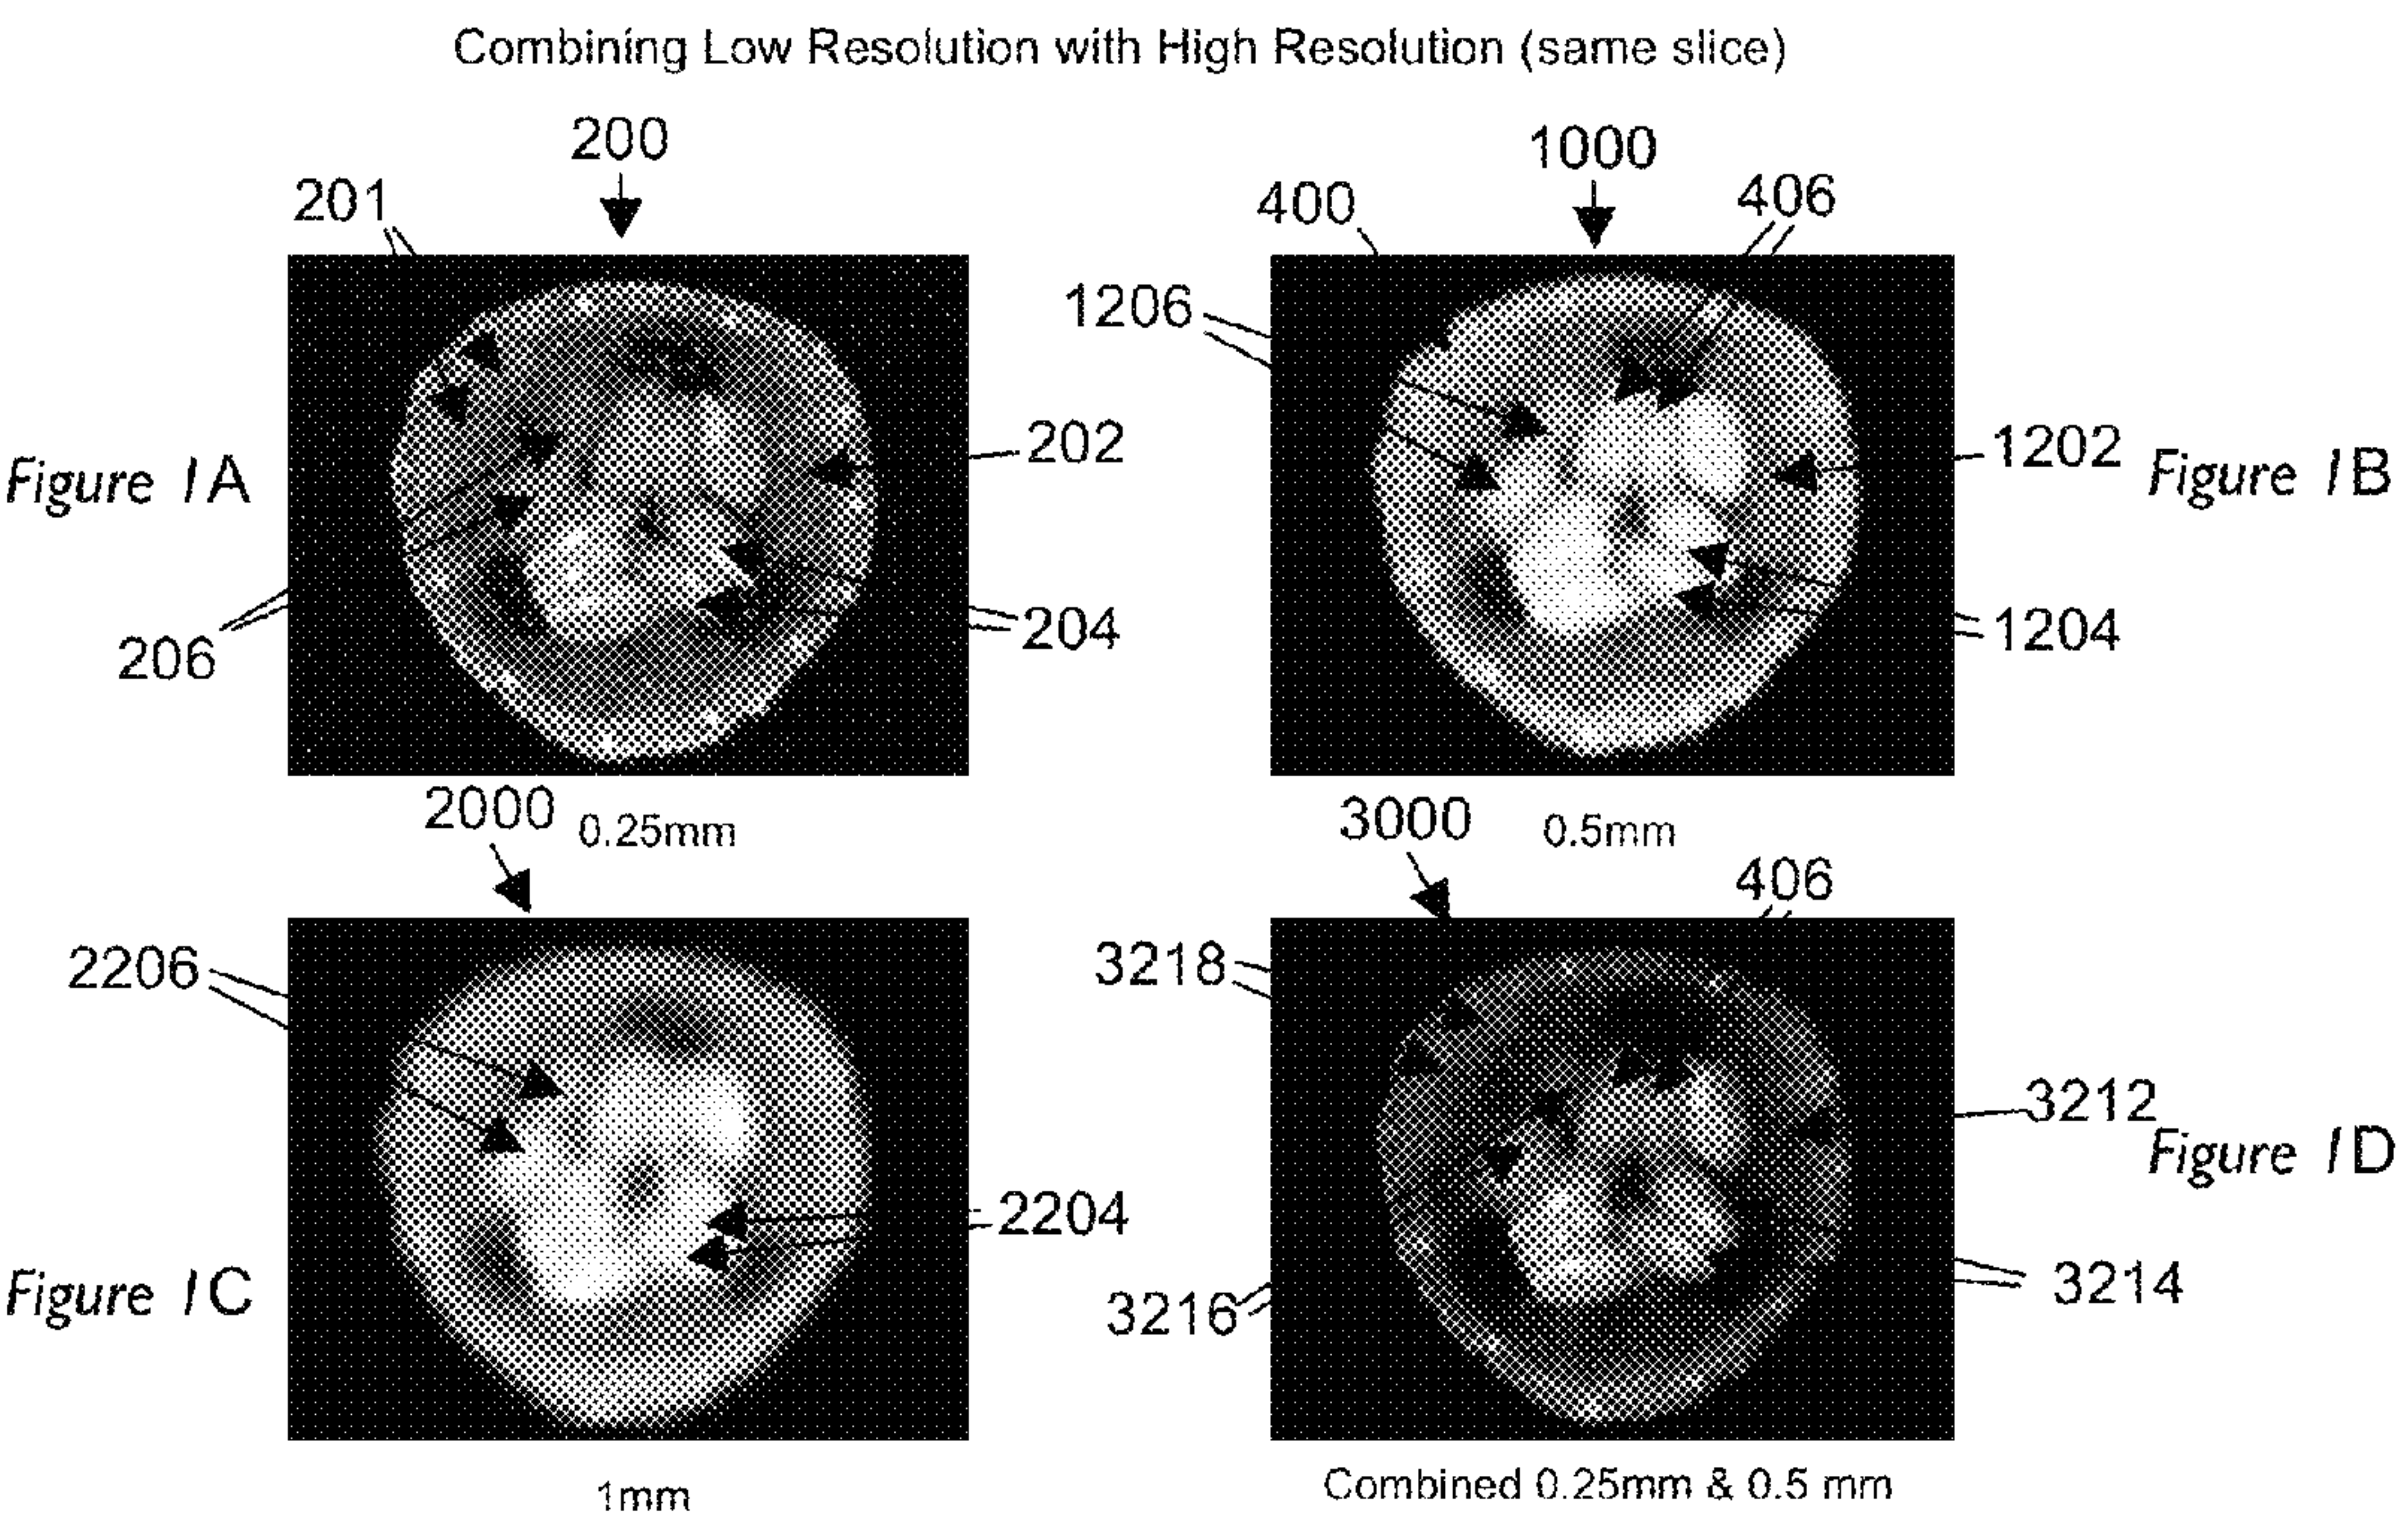 Combining Low Resolution with High Resolution (same slice)
200
201
1000
400
406
1206
Figure 1A
202
1202
Figure 1B
206
204
1204
2000
0.25mm
3000
0.5mm
406
2206
3218
3212
Figure 1D
2204
Figure 1C
3216
3214
1mm
Combined 0.25mm & 0.5 mm